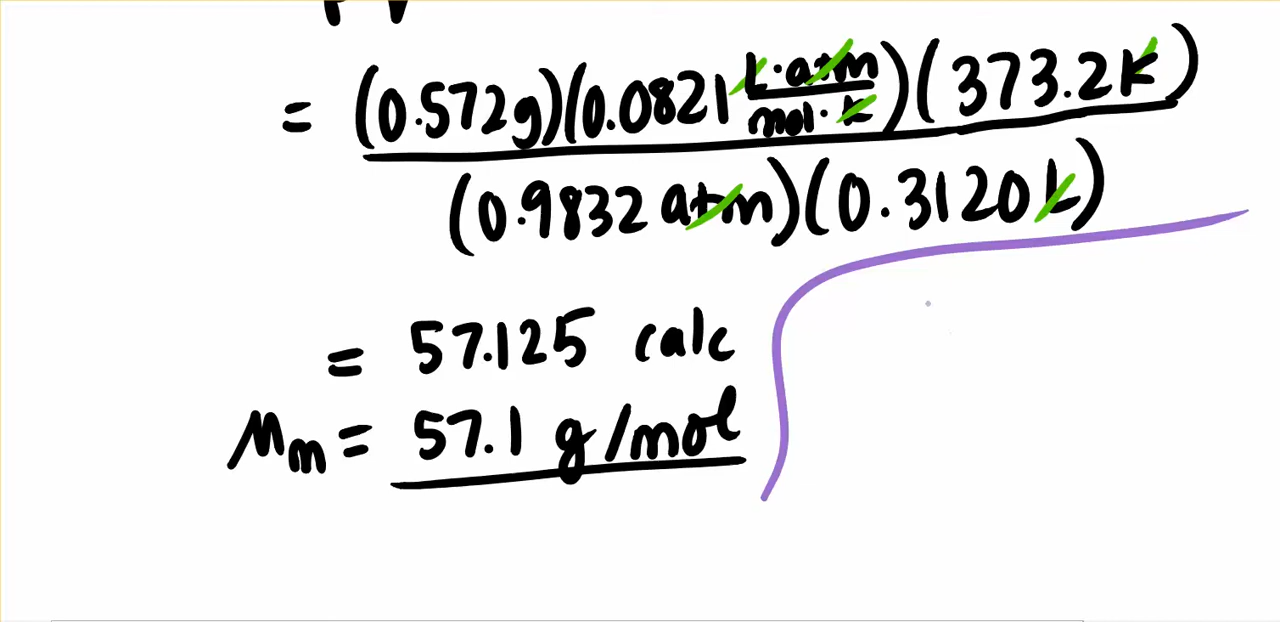 = (0.572g)(0.0821 L·atm/mol·K)(373.2K)
(0.9832 atm)(0.3120 L)
= 57.125 calc
Mm = 57.1 g/mol